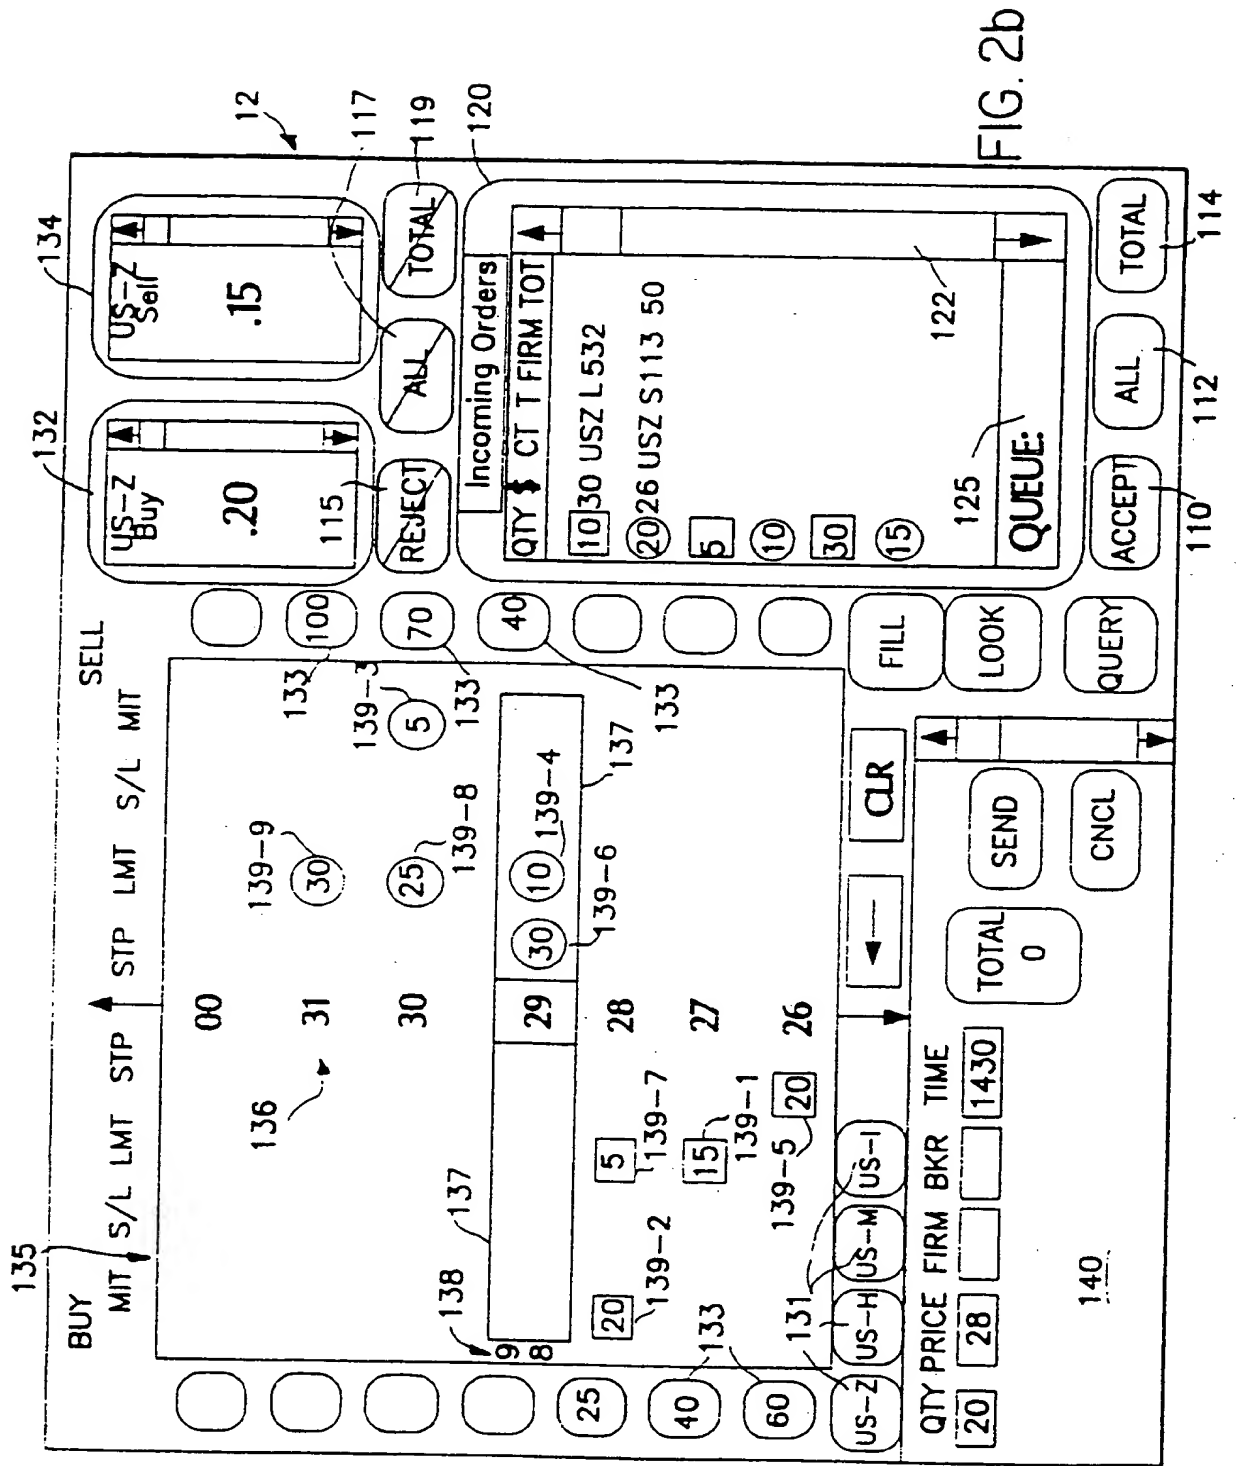 FIG. 2b
12
135
BUY
SELL
MIT S/L LMT STP STP LMT S/L MIT
132
US-Z
Buy
.20
134
US-Z
Sell
.15
117
119
115
REJECT
ALL
TOTAL
120
Incoming Orders
QTY $ CT T FIRM TOT
10 30 USZ L 532
20 26 USZ S 113 50
5
10
30
15
122
125
QUEUE:
ACCEPT
ALL
TOTAL
110
112
114
00
136
31
30
139-9
30
25
139-8
5
139-3
100
133
70
133
40
133
137
138
9
8
29
30
10
139-4
139-6
137
20
139-2
5
139-7
28
15
139-1
27
20
139-5
26
25
40
60
133
US-Z
US-H
US-M
US-I
131
CLR
FILL
LOOK
QUERY
QTY PRICE FIRM BKR TIME
20 28 1430
TOTAL
0
SEND
CNCL
140